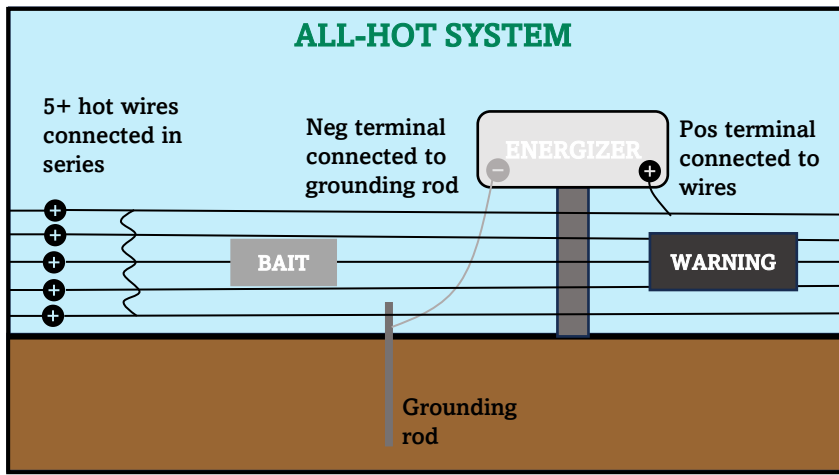 ALL-HOT SYSTEM
5+ hot wires
connected in
series
Neg terminal
connected to
grounding rod
ENERGIZER
−
+
Pos terminal
connected to
wires
+
+
+
+
+
BAIT
WARNING
Grounding
rod